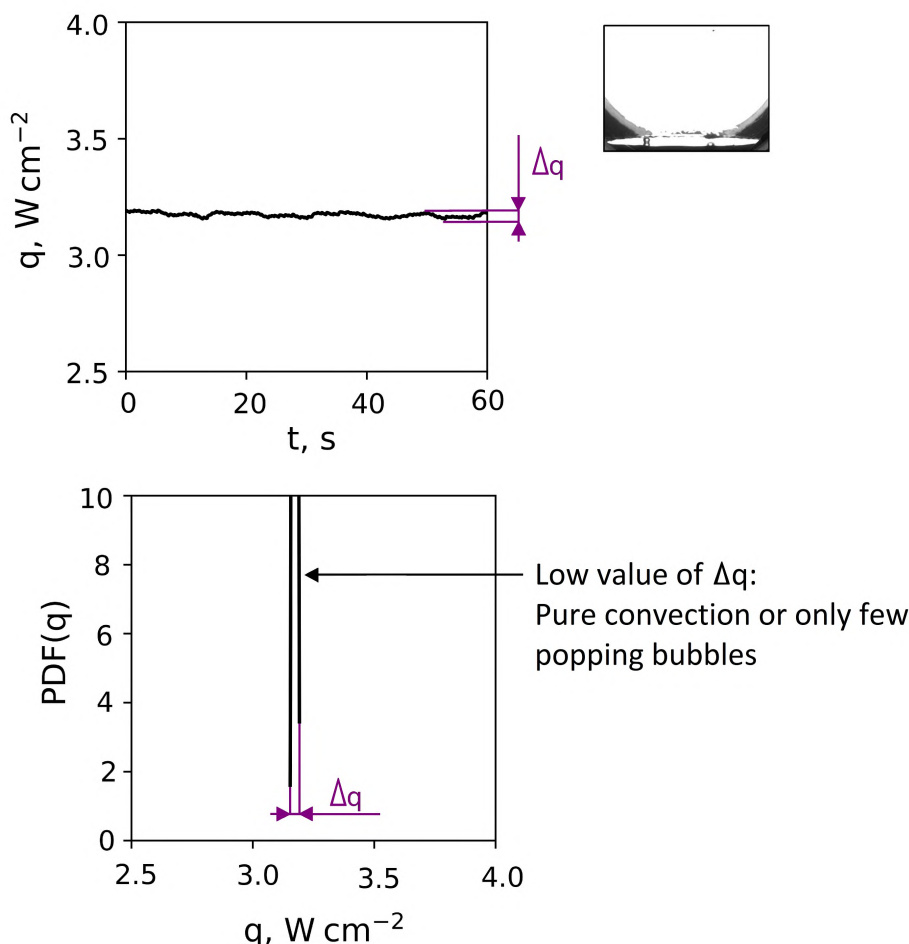 4.0
3.5
3.0
2.5
q, W cm⁻²
0
20
40
60
t, s
Δq
10
8
6
4
2
0
PDF(q)
2.5
3.0
3.5
4.0
q, W cm⁻²
Δq
Low value of Δq:
Pure convection or only few
popping bubbles